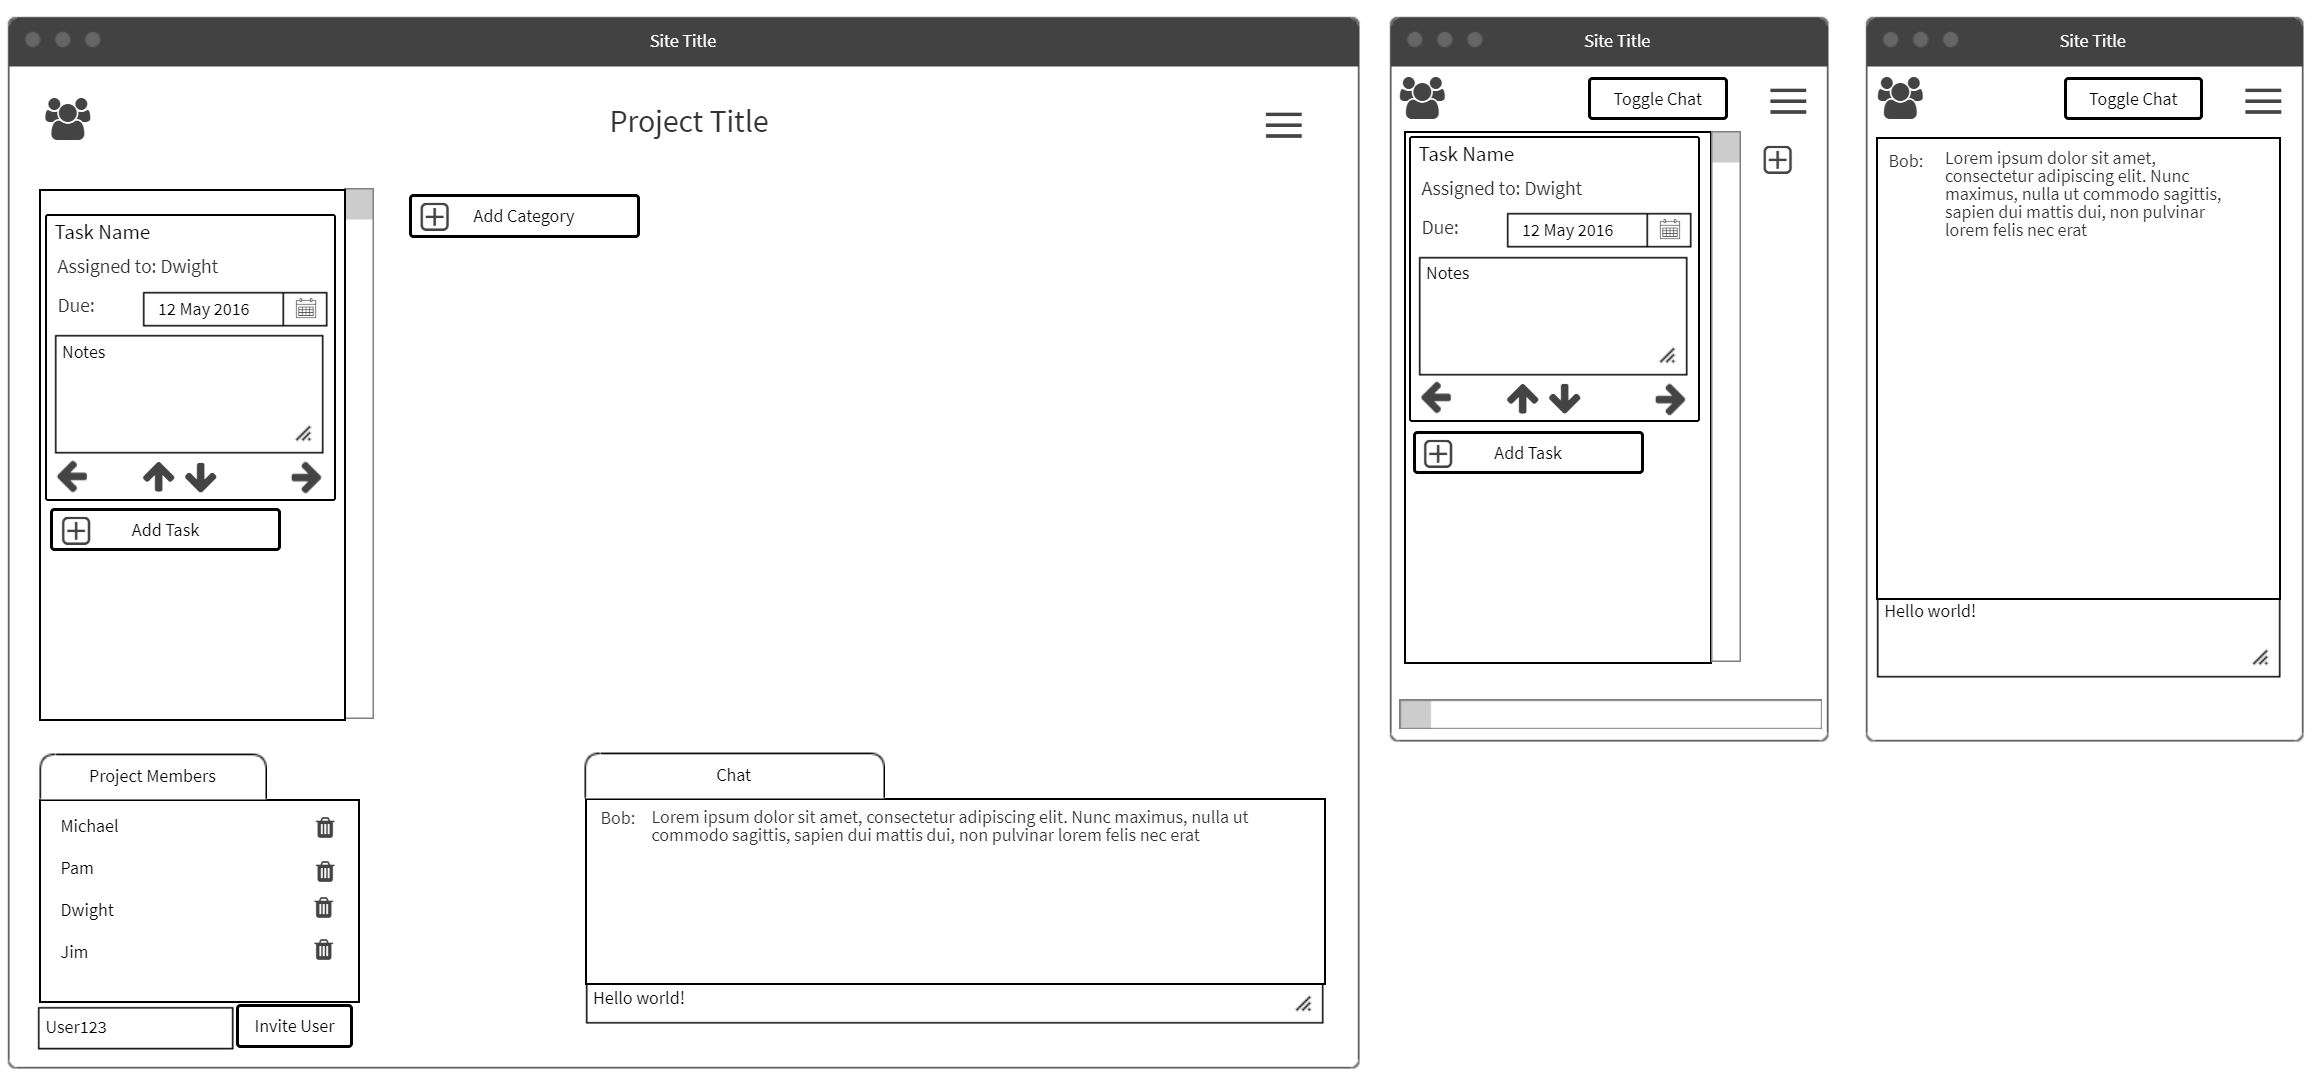 Site Title
Project Title
Add Category
Task Name
Assigned to: Dwight
Due:
12 May 2016
Notes
Add Task
Project Members
Michael
Pam
Dwight
Jim
User123
Invite User
Chat
Bob:
Lorem ipsum dolor sit amet, consectetur adipiscing elit. Nunc maximus, nulla ut
commodo sagittis, sapien dui mattis dui, non pulvinar lorem felis nec erat
Hello world!
Site Title
Toggle Chat
Task Name
Assigned to: Dwight
Due:
12 May 2016
Notes
Add Task
Site Title
Toggle Chat
Bob:
Lorem ipsum dolor sit amet,
consectetur adipiscing elit. Nunc
maximus, nulla ut commodo sagittis,
sapien dui mattis dui, non pulvinar
lorem felis nec erat
Hello world!